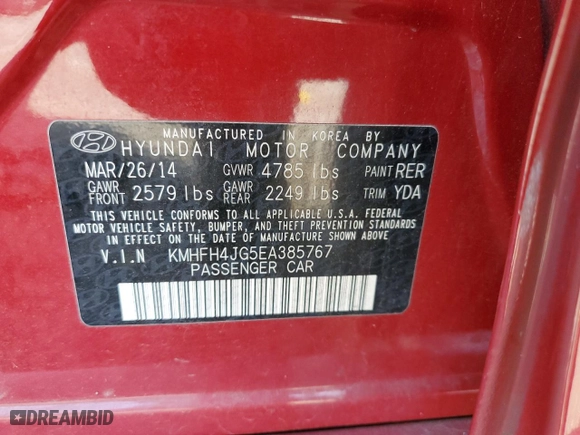 MANUFACTURED IN KOREA BY
HYUNDAI MOTOR COMPANY
MAR/26/14 GVWR 4785 lbs PAINT RER
GAWR FRONT 2579 lbs GAWR REAR 2249 lbs TRIM YDA
THIS VEHICLE CONFORMS TO ALL APPLICABLE U.S.A. FEDERAL
MOTOR VEHICLE SAFETY, BUMPER, AND THEFT PREVENTION STANDARDS
IN EFFECT ON THE DATE OF MANUFACTURE SHOWN ABOVE.
V.I.N KMHFH4JG5EA385767
PASSENGER CAR
DREAMBID